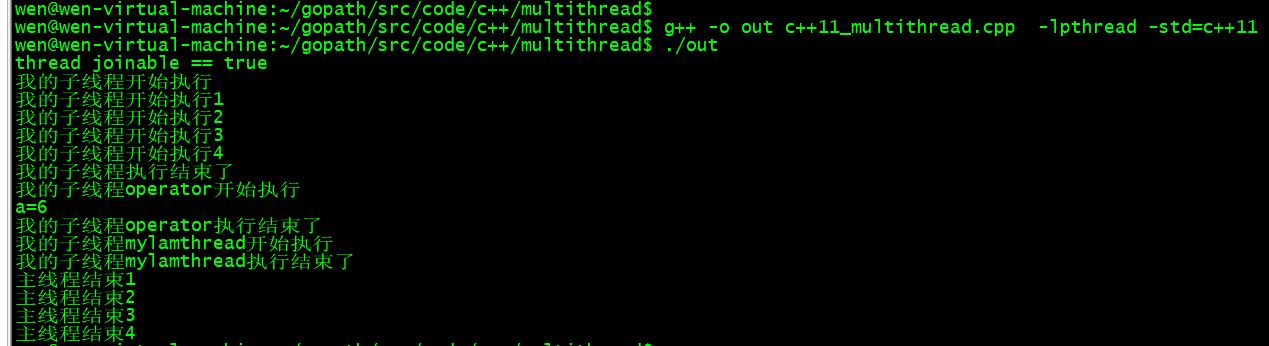 wen@wen-virtual-machine:~/gopath/src/code/c++/multithread$
wen@wen-virtual-machine:~/gopath/src/code/c++/multithread$ g++ -o out c++11_multithread.cpp  -lpthread -std=c++11
wen@wen-virtual-machine:~/gopath/src/code/c++/multithread$ ./out
thread joinable == true
我的子线程开始执行
我的子线程开始执行1
我的子线程开始执行2
我的子线程开始执行3
我的子线程开始执行4
我的子线程执行结束了
我的子线程operator开始执行
a=6
我的子线程operator执行结束了
我的子线程mylamthread开始执行
我的子线程mylamthread执行结束了
主线程结束1
主线程结束2
主线程结束3
主线程结束4